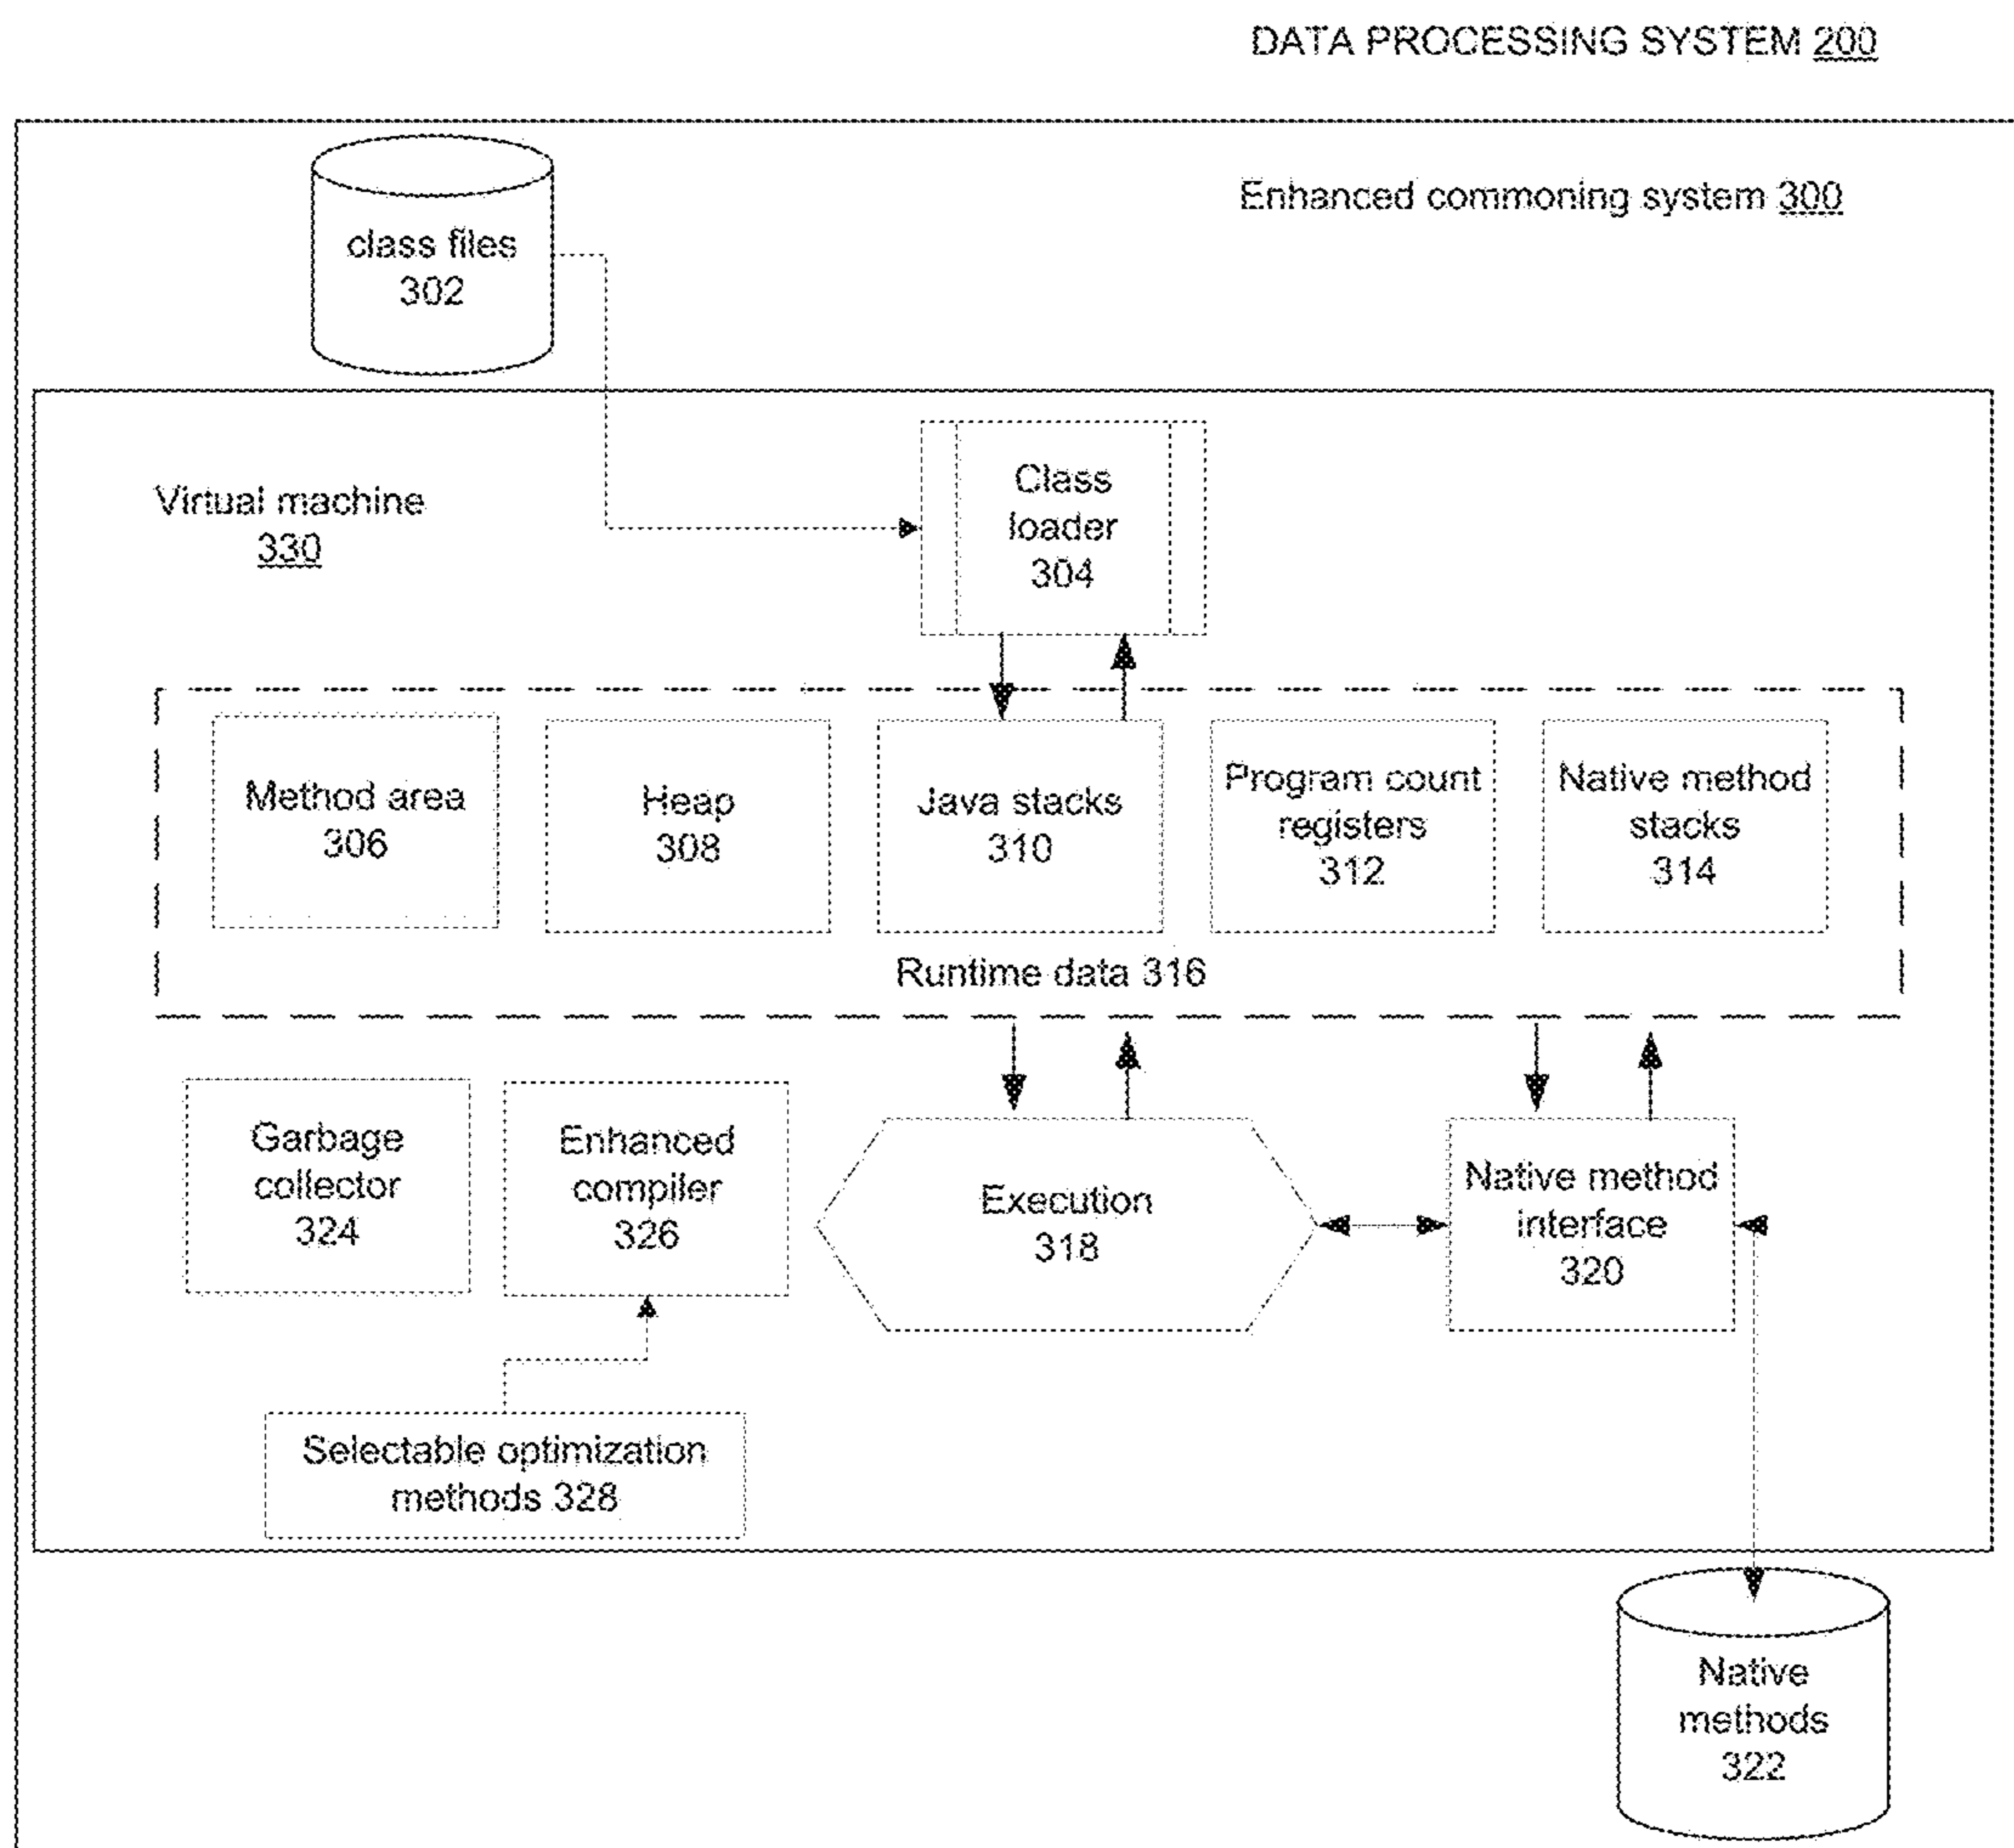 DATA PROCESSING SYSTEM 200
Enhanced commoning system 300
class files
302
Virtual machine
330
Class
loader
304
Method area
306
Heap
308
Java stacks
310
Program count
registers
312
Native method
stacks
314
Runtime data 316
Garbage
collector
324
Enhanced
compiler
326
Execution
318
Native method
interface
320
Selectable optimization
methods 328
Native
methods
322